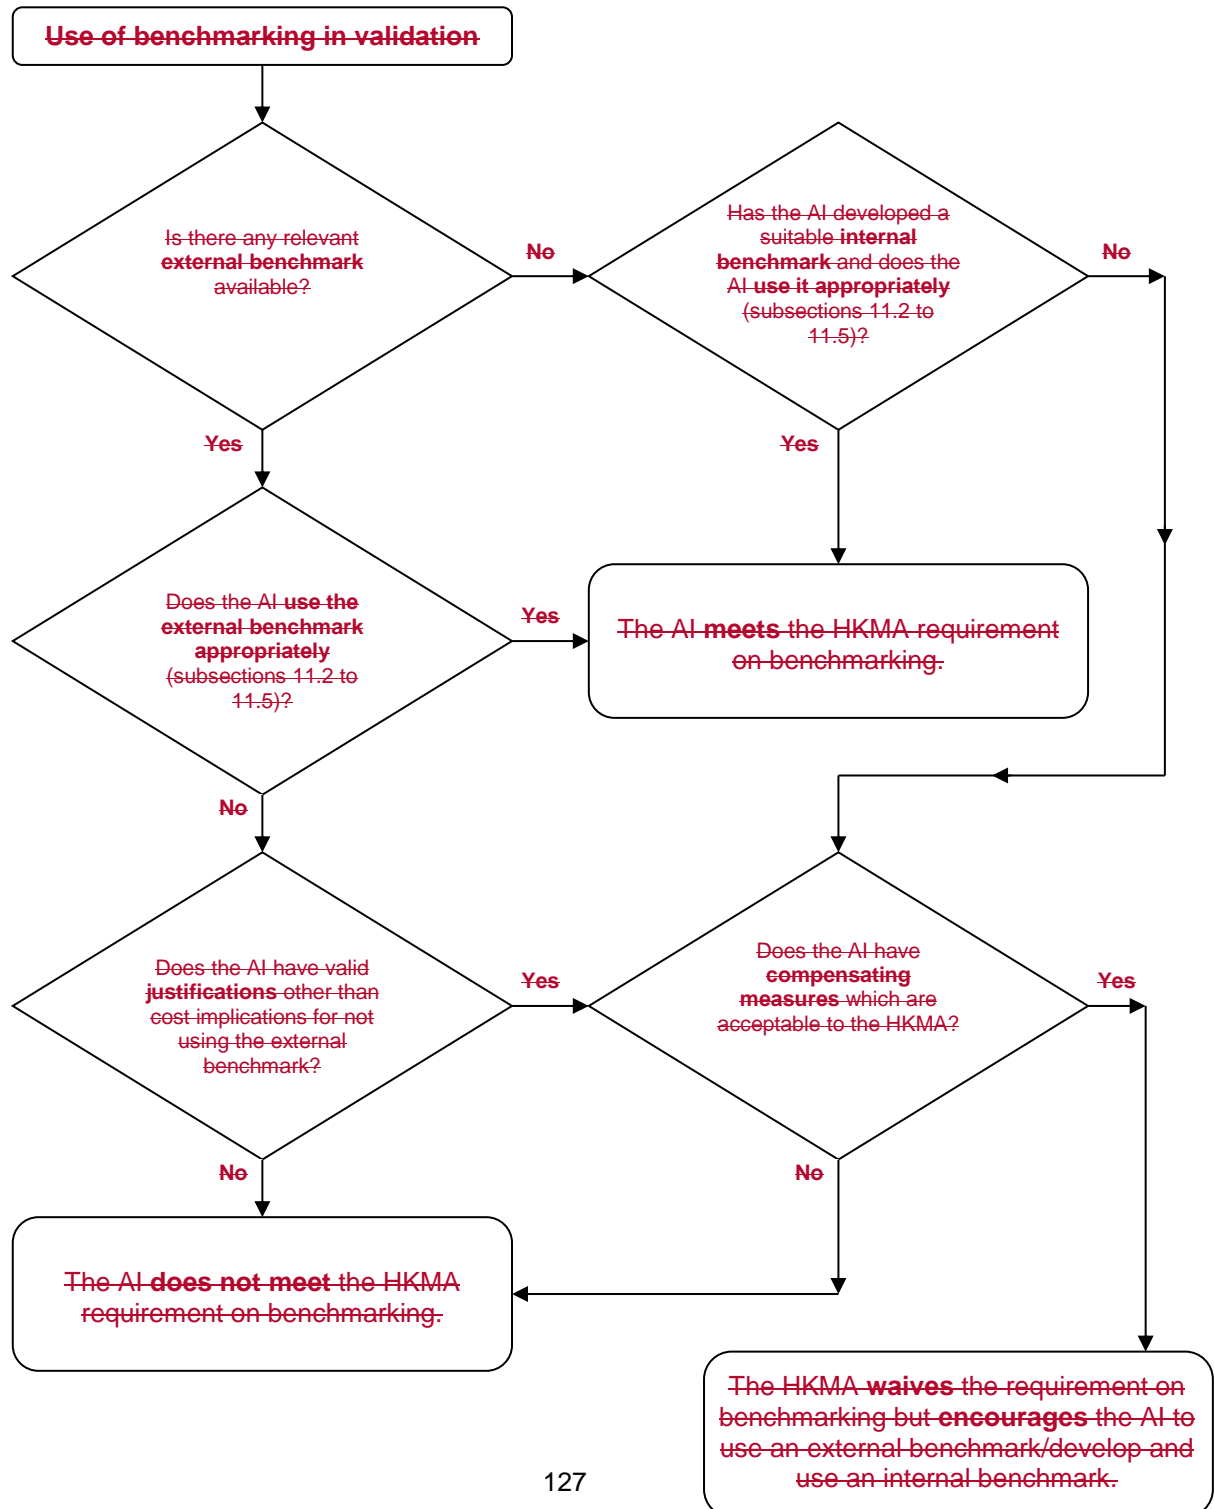 Use of benchmarking in validation
Is there any relevant
external benchmark
available?
No
Has the AI developed a
suitable internal
benchmark and does the
AI use it appropriately
(subsections 11.2 to
11.5)?
No
Yes
Yes
Does the AI use the
external benchmark
appropriately
(subsections 11.2 to
11.5)?
Yes
The AI meets the HKMA requirement
on benchmarking.
No
Does the AI have valid
justifications other than
cost implications for not
using the external
benchmark?
Yes
Does the AI have
compensating
measures which are
acceptable to the HKMA?
Yes
No
No
The AI does not meet the HKMA
requirement on benchmarking.
The HKMA waives the requirement on
benchmarking but encourages the AI to
use an external benchmark/develop and
use an internal benchmark.
127